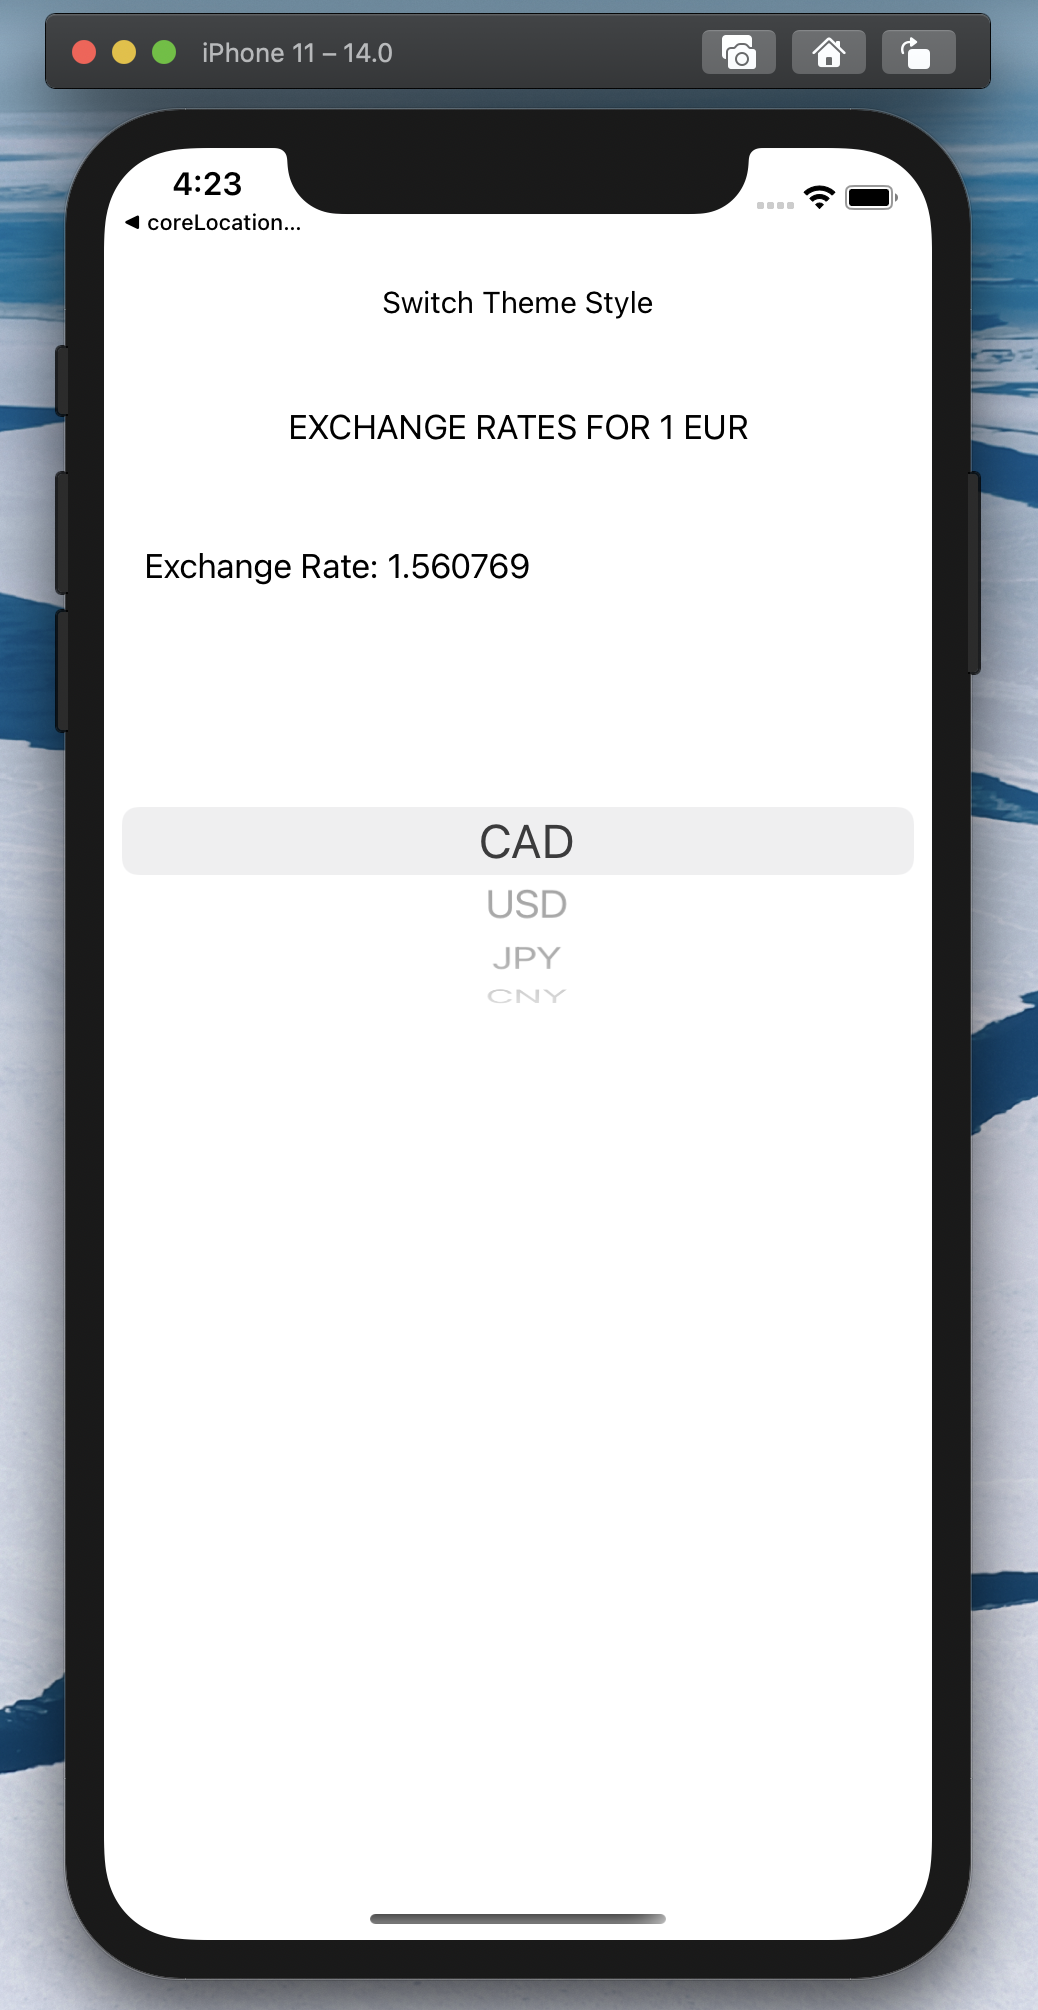 iPhone 11 – 14.0
4:23
◀ coreLocation...
Switch Theme Style
EXCHANGE RATES FOR 1 EUR
Exchange Rate: 1.560769
CAD
USD
JPY
CNY